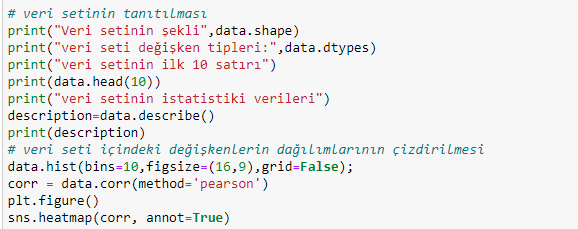 # veri setinin tanıtılması
print("Veri setinin şekli",data.shape)
print("veri seti değişken tipleri:",data.dtypes)
print("veri setinin ilk 10 satırı")
print(data.head(10))
print("veri setinin istatistiki verileri")
description=data.describe()
print(description)
# veri seti içindeki değişkenlerin dağılımlarının çizdirilmesi
data.hist(bins=10,figsize=(16,9),grid=False);
corr = data.corr(method='pearson')
plt.figure()
sns.heatmap(corr, annot=True)